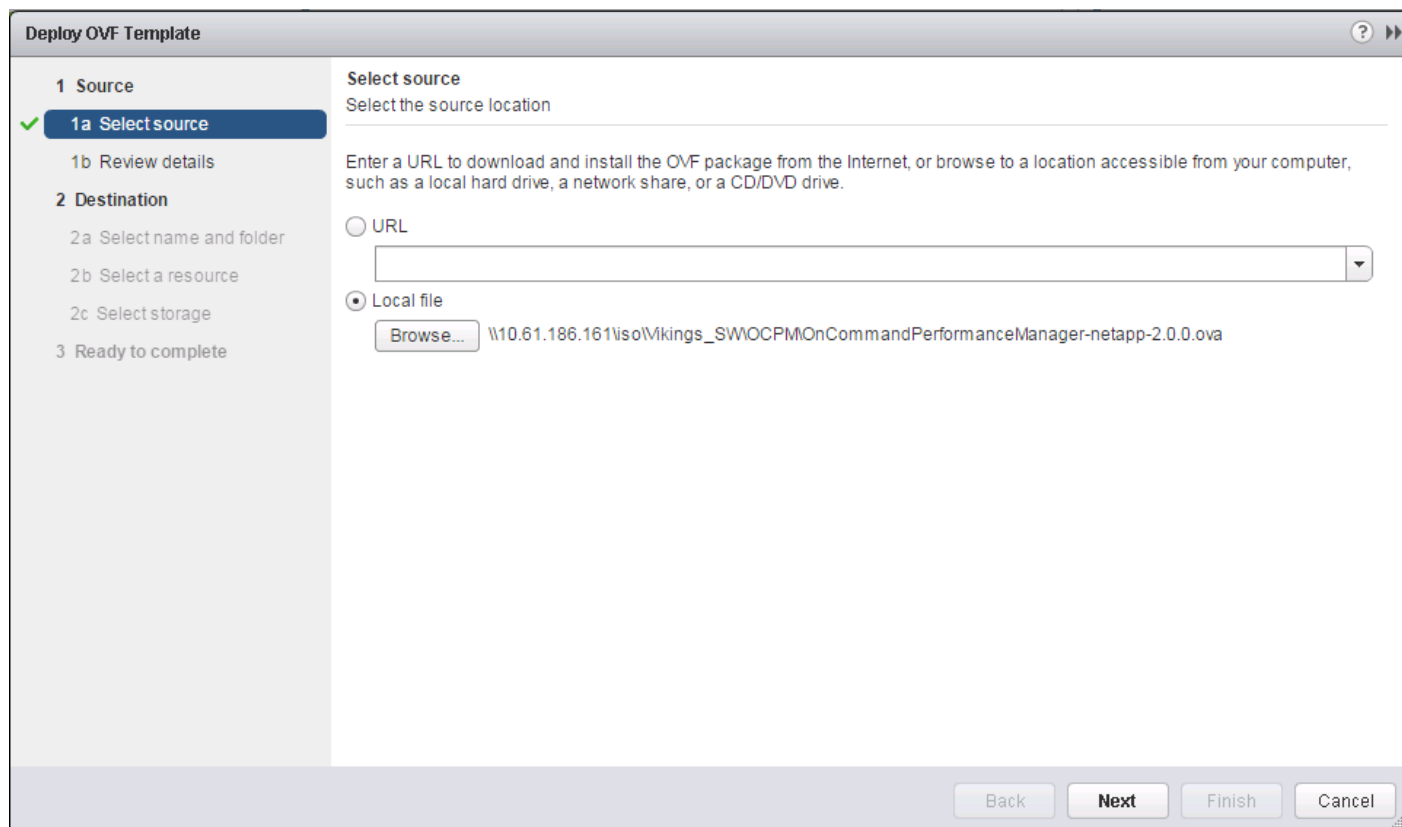 Deploy OVF Template
1 Source
1a Select source
1b Review details
2 Destination
2a Select name and folder
2b Select a resource
2c Select storage
3 Ready to complete
Select source
Select the source location
Enter a URL to download and install the OVF package from the Internet, or browse to a location accessible from your computer,
such as a local hard drive, a network share, or a CD/DVD drive.
URL
Local file
Browse... \\10.61.186.161\iso\Vikings_SW\OCPM\OnCommandPerformanceManager-netapp-2.0.0.ova
Back Next Finish Cancel